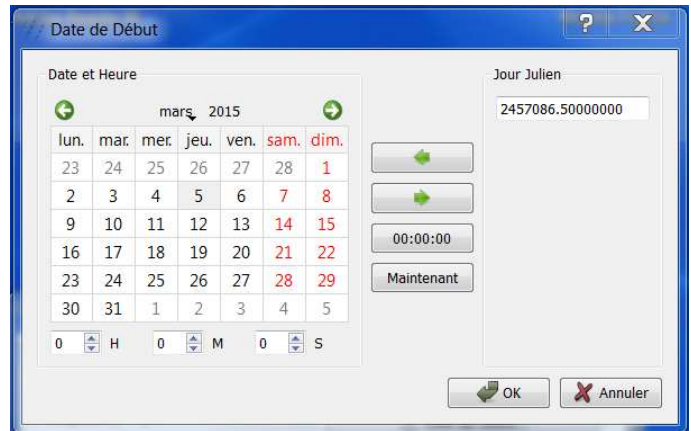 Date de Début
?
X
Date et Heure
Jour Julien
mars 2015
2457086.50000000
lun. mar. mer. jeu. ven. sam. dim.
23 24 25 26 27 28 1
2 3 4 5 6 7 8
9 10 11 12 13 14 15
00:00:00
16 17 18 19 20 21 22
23 24 25 26 27 28 29
Maintenant
30 31 1 2 3 4 5
0 H 0 M 0 S
OK
Annuler